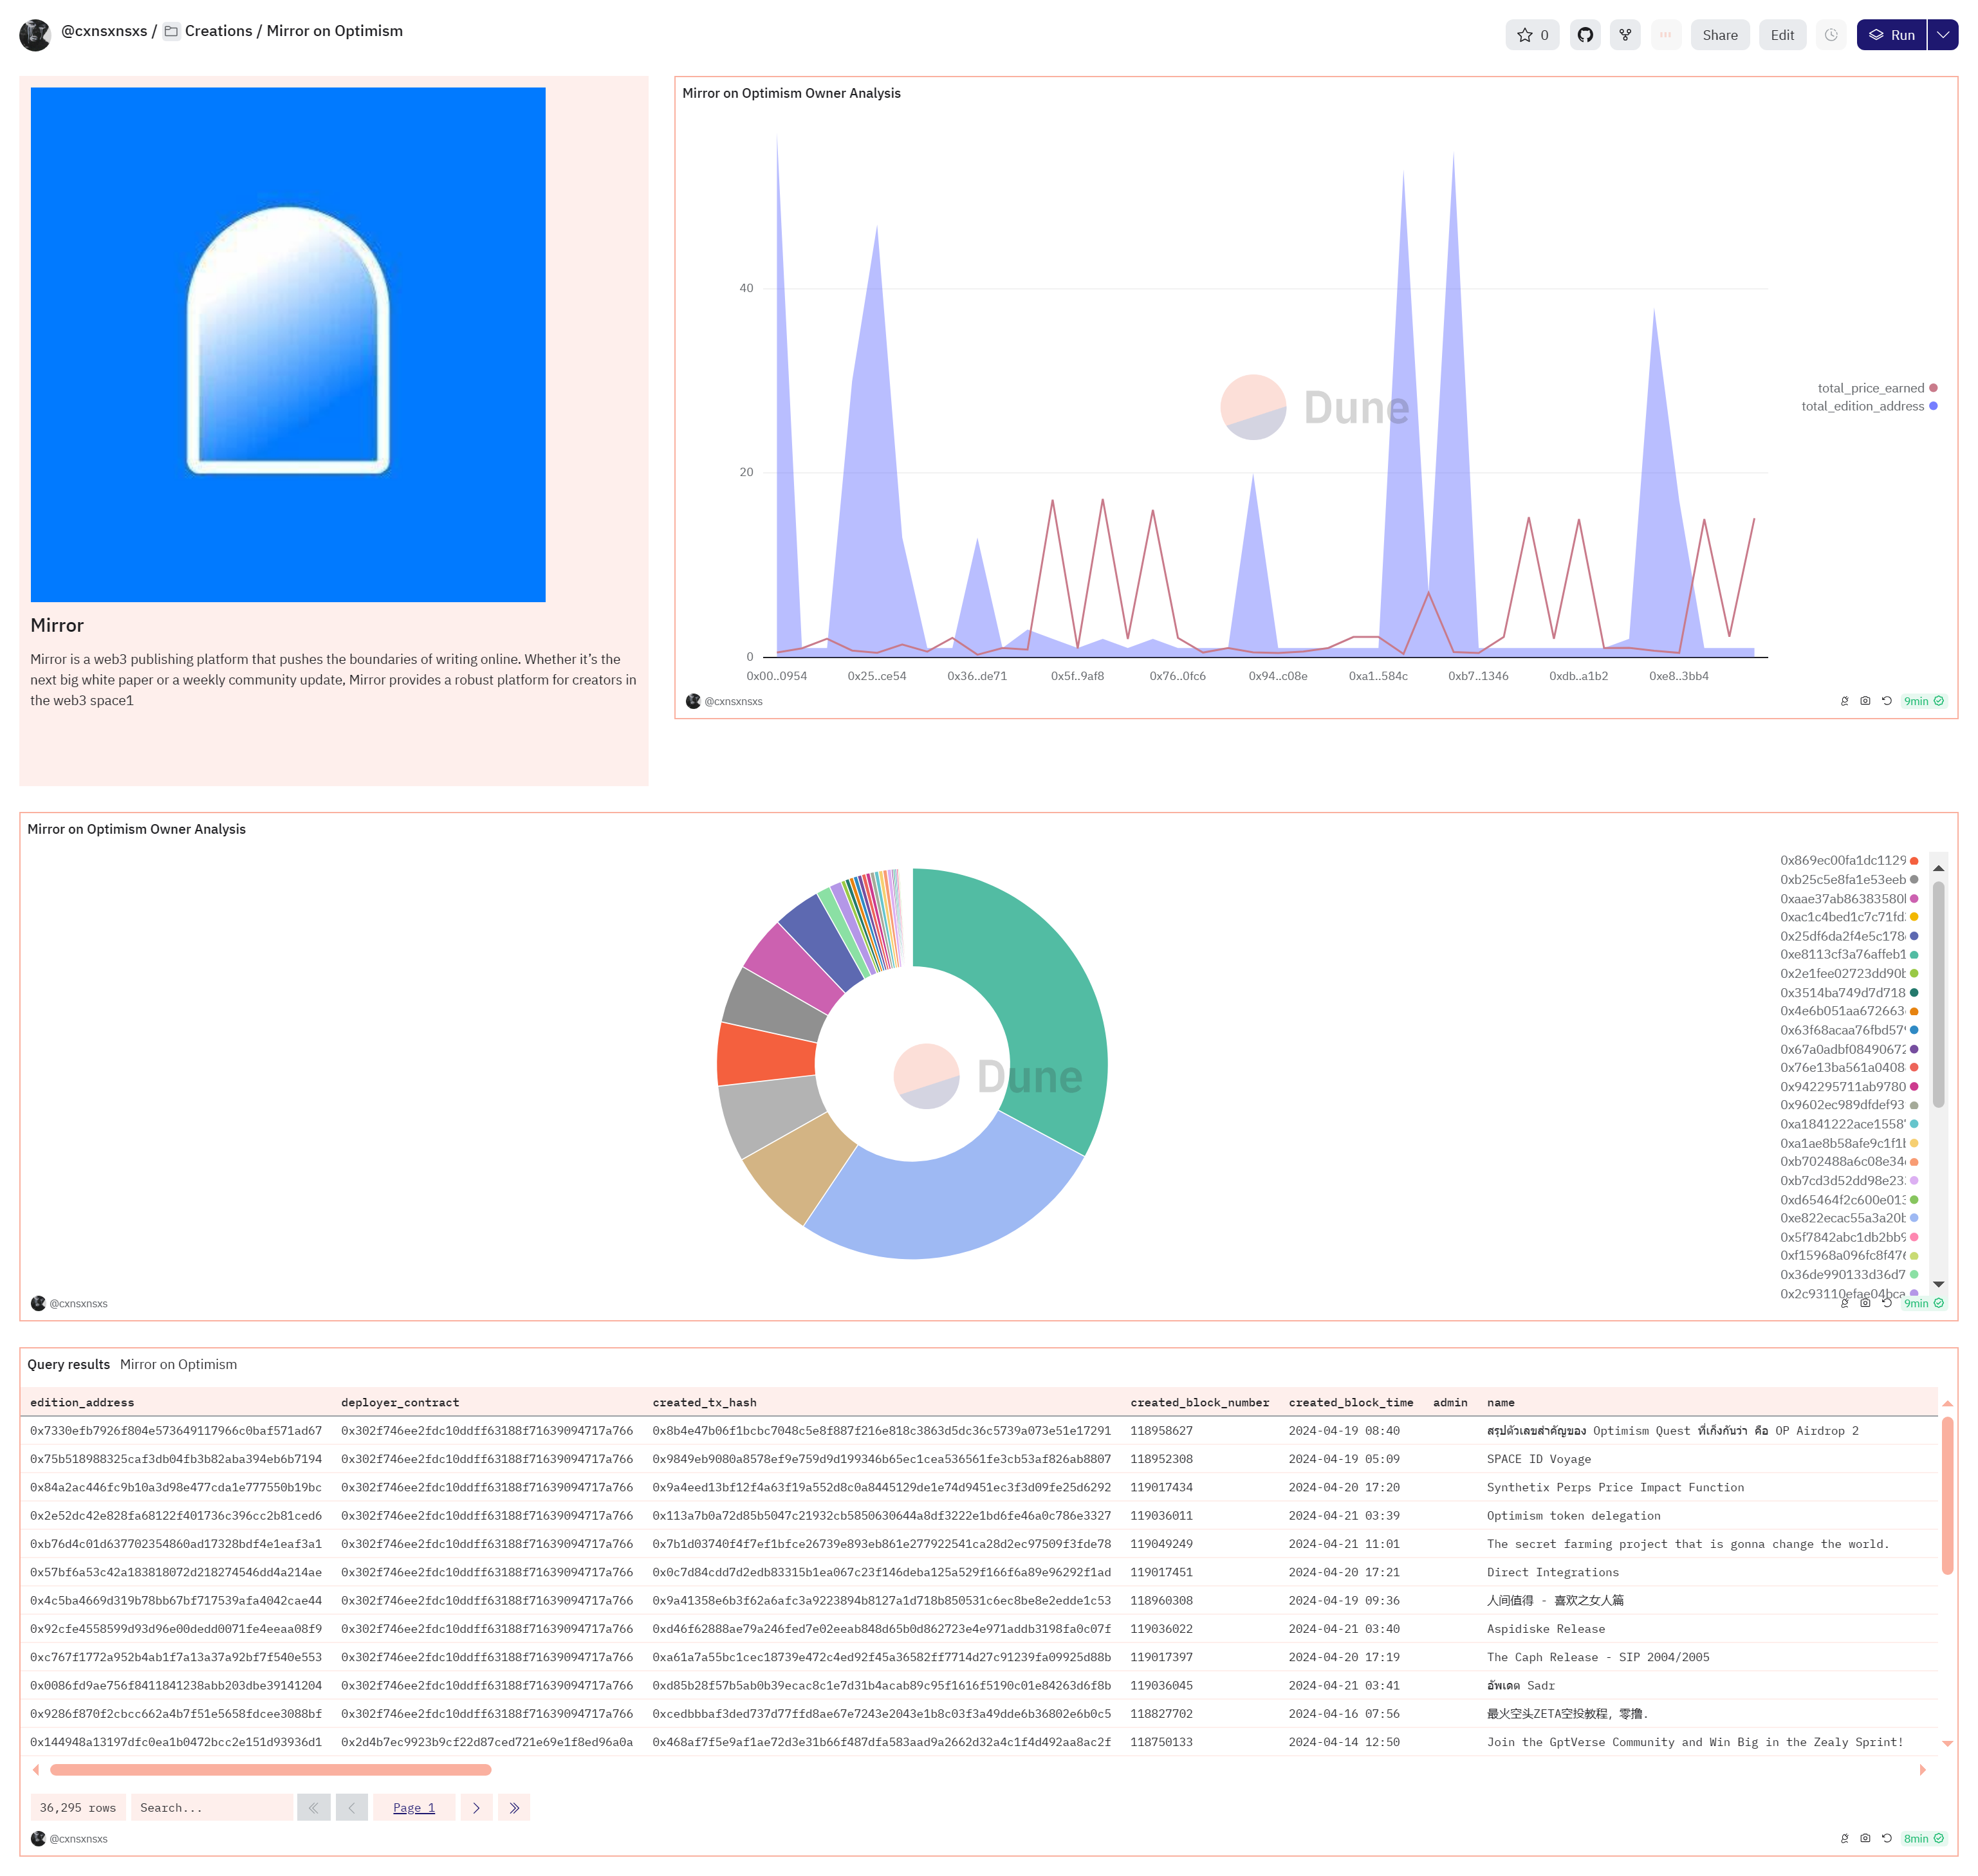 @cxnsxnsxs / Creations / Mirror on Optimism
0
Share
Edit
Run
Mirror
Mirror is a web3 publishing platform that pushes the boundaries of writing online. Whether it's the
next big white paper or a weekly community update, Mirror provides a robust platform for creators in
the web3 space1
Mirror on Optimism Owner Analysis
40
20
0
Dune
total_price_earned
total_edition_address
0x00..0954 0x25..ce54 0x36..de71 0x5f..9af8 0x76..0fc6 0x94..c08e 0xa1..584c 0xb7..1346 0xdb..a1b2 0xe8..3bb4
@cxnsxnsxs
9min
Mirror on Optimism Owner Analysis
Dune
0x869ec00fa1dc1129
0xb25c5e8fa1e53eeb
0xaae37ab86383580
0xac1c4bed1c7c71fd
0x25df6da2f4e5c178
0xe8113cf3a76affeb1
0x2e1fee02723dd90
0x3514ba749d7d718
0x4e6b051aa672663
0x63f68acaa76fbd57
0x67a0adbf08490672
0x76e13ba561a0408
0x942295711ab9780
0x9602ec989dfdef93
0xa1841222ace1558
0xa1ae8b58afe9c1f1
0xb702488a6c08e34
0xb7cd3d52dd98e23
0xd65464f2c600e013
0xe822ecac55a3a20
0x5f7842abc1db2bb9
0xf15968a096fc8f476
0x36de990133d36d7
0x2c93110efae04bca
@cxnsxnsxs
9min
Query results Mirror on Optimism
edition_address deployer_contract created_tx_hash created_block_number created_block_time admin name
0x7330efb7926f804e573649117966c0baf571ad67 0x302f746ee2fdc10ddff63188f71639094717a766 0x8b4e47b06f1bcbc7048c5e8f887f216e818c3863d5dc36c5739a073e51e17291 118958627 2024-04-19 08:40 สรุปตัวเลขสำคัญของ Optimism Quest ที่เก็งกันว่า คือ OP Airdrop 2
0x75b518988325caf3db04fb3b82aba394eb6b7194 0x302f746ee2fdc10ddff63188f71639094717a766 0x9849eb9080a8578ef9e759d9d199346b65ec1cea536561fe3cb53af826ab8807 118952308 2024-04-19 05:09 SPACE ID Voyage
0x84a2ac446fc9b10a3d98e477cda1e777550b19bc 0x302f746ee2fdc10ddff63188f71639094717a766 0x9a4eed13bf12f4a63f19a552d8c0a8445129de1e74d9451ec3f3d09fe25d6292 119017434 2024-04-20 17:20 Synthetix Perps Price Impact Function
0x2e52dc42e828fa68122f401736c396cc2b81ced6 0x302f746ee2fdc10ddff63188f71639094717a766 0x113a7b0a72d85b5047c21932cb5850630644a8df3222e1bd6fe46a0c786e3327 119036011 2024-04-21 03:39 Optimism token delegation
0xb76d4c01d637702354860ad17328bdf4e1eaf3a1 0x302f746ee2fdc10ddff63188f71639094717a766 0x7b1d03740f4f7ef1bfce26739e893eb861e277922541ca28d2ec97509f3fde78 119049249 2024-04-21 11:01 The secret farming project that is gonna change the world.
0x57bf6a53c42a183818072d218274546dd4a214ae 0x302f746ee2fdc10ddff63188f71639094717a766 0x0c7d84cdd7d2edb83315b1ea067c23f146deba125a529f166f6a89e96292f1ad 119017451 2024-04-20 17:21 Direct Integrations
0x4c5ba4669d319b78bb67bf717539afa4042cae44 0x302f746ee2fdc10ddff63188f71639094717a766 0x9a41358e6b3f62a6afc3a9223894b8127a1d718b850531c6ec8be8e2edde1c53 118960308 2024-04-19 09:36 人间值得 - 喜欢之女人篇
0x92cfe4558599d93d96e00dedd0071fe4eeaa08f9 0x302f746ee2fdc10ddff63188f71639094717a766 0xd46f62888ae79a246fed7e02eeab848d65b0d862723e4e971addb3198fa0c07f 119036022 2024-04-21 03:40 Aspidiske Release
0xc767f1772a952b4ab1f7a13a37a92bf7f540e553 0x302f746ee2fdc10ddff63188f71639094717a766 0xa61a7a55bc1cec18739e472c4ed92f45a36582ff7714d27c91239fa09925d88b 119017397 2024-04-20 17:19 The Caph Release - SIP 2004/2005
0x0086fd9ae756f8411841238abb203dbe39141204 0x302f746ee2fdc10ddff63188f71639094717a766 0xd85b28f57b5ab0b39ecac8c1e7d31b4acab89c95f1616f5190c01e84263d6f8b 119036045 2024-04-21 03:41 อัพเดต Sadr
0x9286f870f2cbcc662a4b7f51e5658fdcee3088bf 0x302f746ee2fdc10ddff63188f71639094717a766 0xcedbbbaf3ded737d77ffd8ae67e7243e2043e1b8c03f3a49dde6b36802e6b0c5 118827702 2024-04-16 07:56 最火空头ZETA空投教程，零撸.
0x144948a13197dfc0ea1b0472bcc2e151d93936d1 0x2d4b7ec9923b9cf22d87ced721e69e1f8ed96a0a 0x468af7f5e9af1ae72d3e31b66f487dfa583aad9a2662d32a4c1f4d492aa8ac2f 118750133 2024-04-14 12:50 Join the GptVerse Community and Win Big in the Zealy Sprint!
36,295 rows Search... Page 1
@cxnsxnsxs
8min